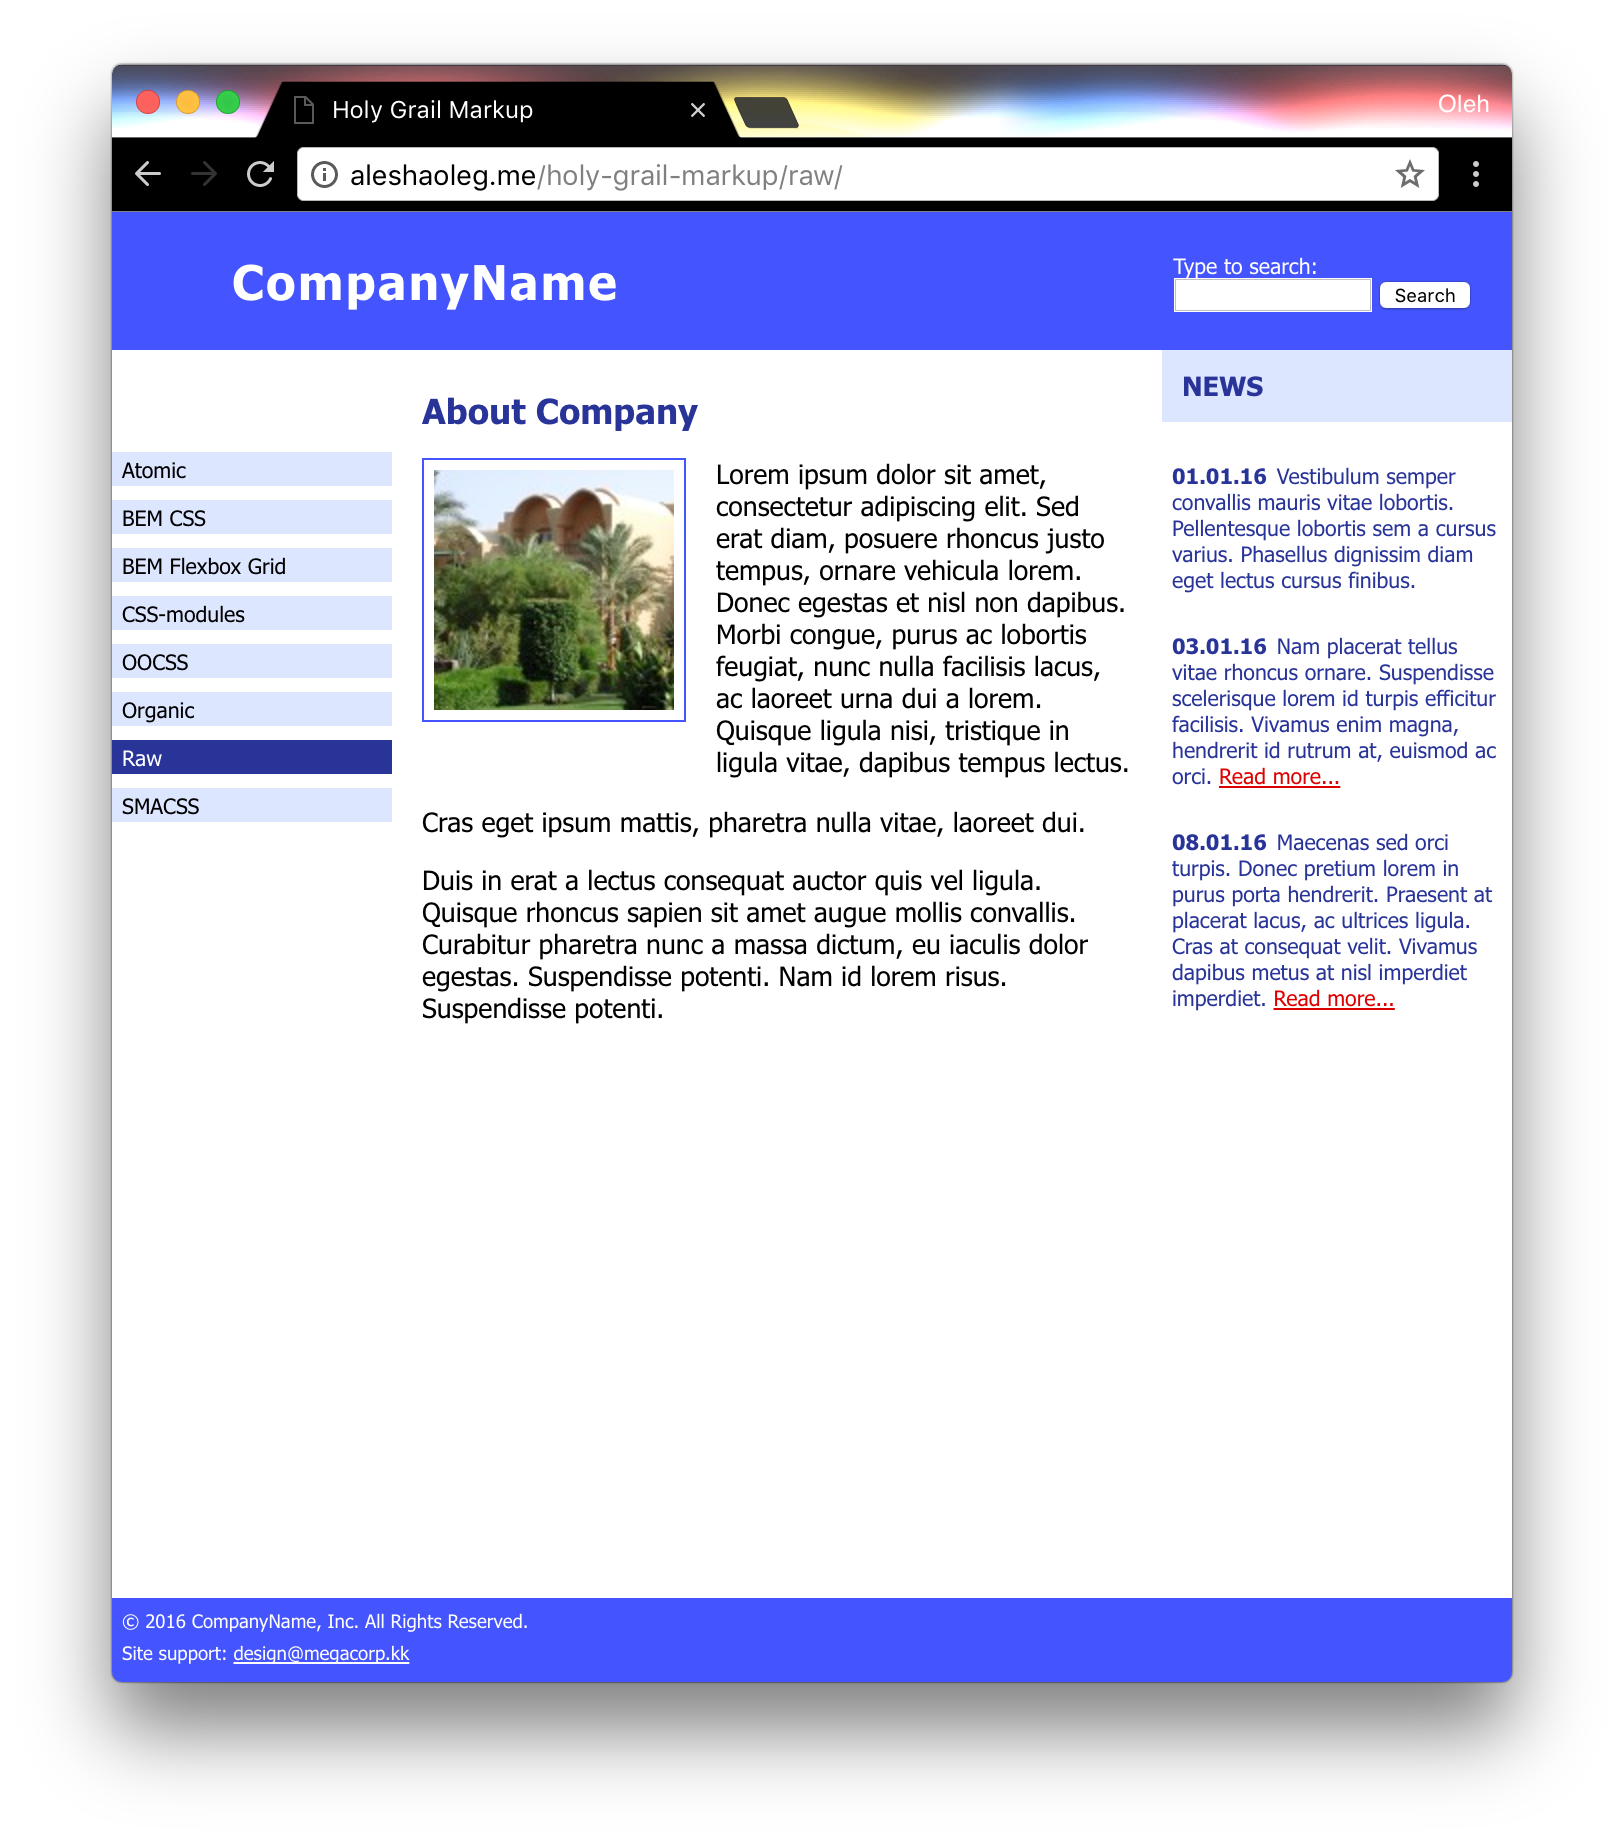 Holy Grail Markup
Oleh
aleshaoleg.me/holy-grail-markup/raw/
CompanyName
Type to search:
Search
Atomic
BEM CSS
BEM Flexbox Grid
CSS-modules
OOCSS
Organic
Raw
SMACSS
About Company
Lorem ipsum dolor sit amet,
consectetur adipiscing elit. Sed
erat diam, posuere rhoncus justo
tempus, ornare vehicula lorem.
Donec egestas et nisl non dapibus.
Morbi congue, purus ac lobortis
feugiat, nunc nulla facilisis lacus,
ac laoreet urna dui a lorem.
Quisque ligula nisi, tristique in
ligula vitae, dapibus tempus lectus.
Cras eget ipsum mattis, pharetra nulla vitae, laoreet dui.
Duis in erat a lectus consequat auctor quis vel ligula.
Quisque rhoncus sapien sit amet augue mollis convallis.
Curabitur pharetra nunc a massa dictum, eu iaculis dolor
egestas. Suspendisse potenti. Nam id lorem risus.
Suspendisse potenti.
NEWS
01.01.16 Vestibulum semper
convallis mauris vitae lobortis.
Pellentesque lobortis sem a cursus
varius. Phasellus dignissim diam
eget lectus cursus finibus.
03.01.16 Nam placerat tellus
vitae rhoncus ornare. Suspendisse
scelerisque lorem id turpis efficitur
facilisis. Vivamus enim magna,
hendrerit id rutrum at, euismod ac
orci. Read more...
08.01.16 Maecenas sed orci
turpis. Donec pretium lorem in
purus porta hendrerit. Praesent at
placerat lacus, ac ultrices ligula.
Cras at consequat velit. Vivamus
dapibus metus at nisl imperdiet
imperdiet. Read more...
© 2016 CompanyName, Inc. All Rights Reserved.
Site support: design@megacorp.kk